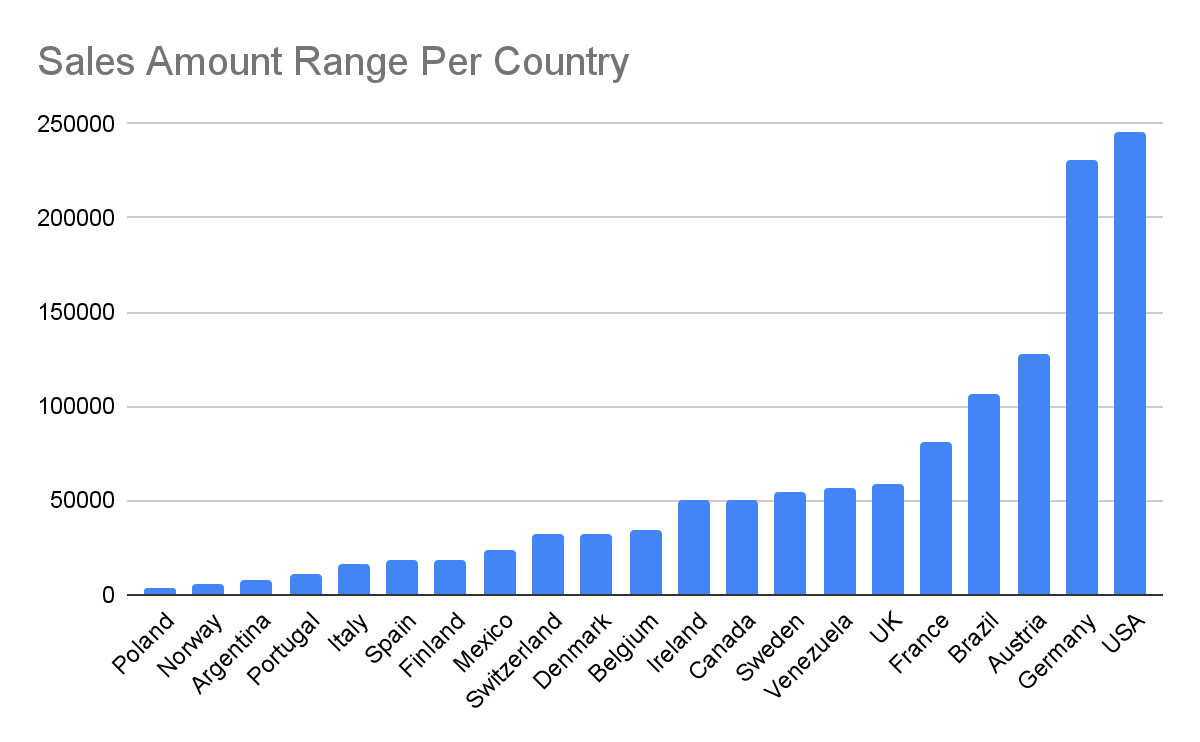 Sales Amount Range Per Country
250000
200000
150000
100000
50000
0
Poland
Norway
Argentina
Portugal
Italy
Spain
Finland
Mexico
Switzerland
Denmark
Belgium
Ireland
Canada
Sweden
Venezuela
UK
France
Brazil
Austria
Germany
USA